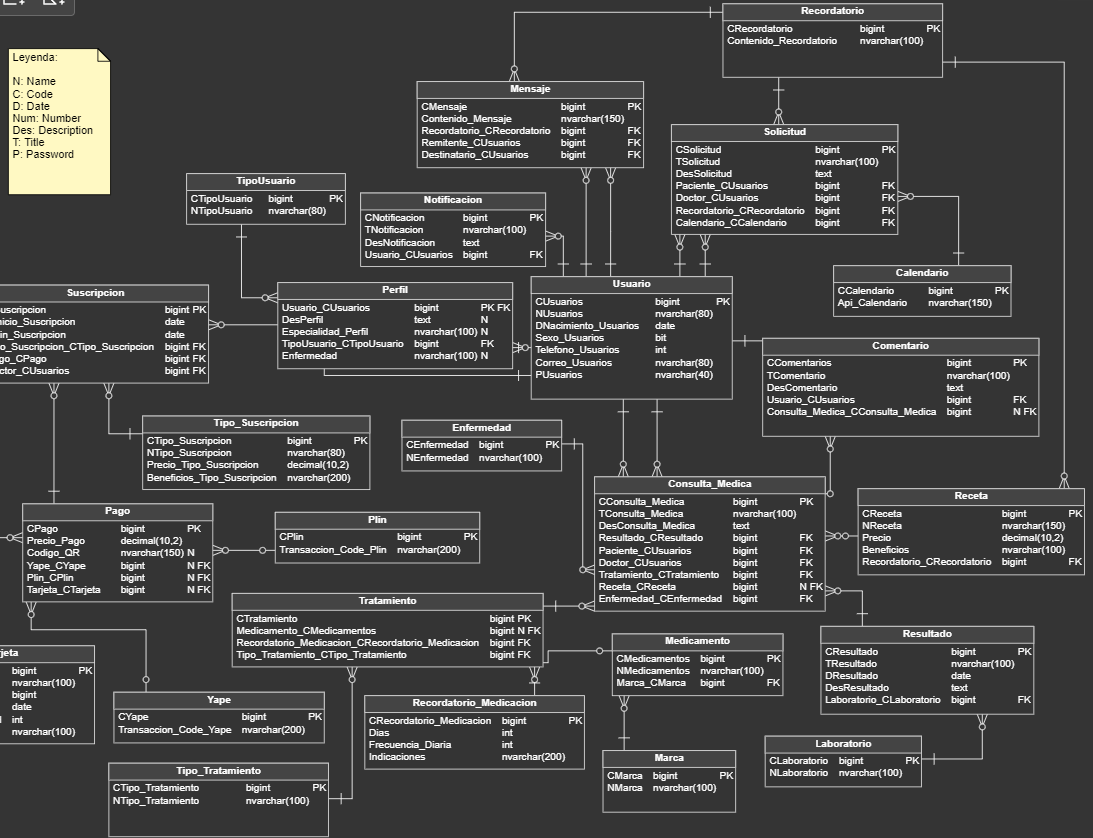 Leyenda:
N: Name
C: Code
D: Date
Num: Number
Des: Description
T: Title
P: Password
Recordatorio
CRecordatorio bigint PK
Contenido_Recordatorio nvarchar(100)
Mensaje
CMensaje bigint PK
Contenido_Mensaje nvarchar(150)
Recordatorio_CRecordatorio bigint FK
Remitente_CUsuarios bigint FK
Destinatario_CUsuarios bigint FK
Solicitud
CSolicitud bigint PK
TSolicitud nvarchar(100)
DesSolicitud text
Paciente_CUsuarios bigint FK
Doctor_CUsuarios bigint FK
Recordatorio_CRecordatorio bigint FK
Calendario_CCalendario bigint FK
TipoUsuario
CTipoUsuario bigint PK
NTipoUsuario nvarchar(80)
Notificacion
CNotificacion bigint PK
TNotificacion nvarchar(100)
DesNotificacion text
Usuario_CUsuarios bigint FK
Calendario
CCalendario bigint PK
Api_Calendario nvarchar(150)
Suscripcion
uscripcion bigint PK
nicio_Suscripcion date
in_Suscripcion date
o_Suscripcion_CTipo_Suscripcion bigint FK
go_CPago bigint FK
ctor_CUsuarios bigint FK
Perfil
Usuario_CUsuarios bigint PK FK
DesPerfil text N
Especialidad_Perfil nvarchar(100) N
TipoUsuario_CTipoUsuario bigint FK
Enfermedad nvarchar(100) N
Usuario
CUsuarios bigint PK
NUsuarios nvarchar(80)
DNacimiento_Usuarios date
Sexo_Usuarios bit
Telefono_Usuarios int
Correo_Usuarios nvarchar(80)
PUsuarios nvarchar(40)
Comentario
CComentarios bigint PK
TComentario nvarchar(100)
DesComentario text
Usuario_CUsuarios bigint FK
Consulta_Medica_CConsulta_Medica bigint N FK
Tipo_Suscripcion
CTipo_Suscripcion bigint PK
NTipo_Suscripcion nvarchar(80)
Precio_Tipo_Suscripcion decimal(10,2)
Beneficios_Tipo_Suscripcion nvarchar(200)
Enfermedad
CEnfermedad bigint PK
NEnfermedad nvarchar(100)
Consulta_Medica
CConsulta_Medica bigint PK
TConsulta_Medica nvarchar(100)
DesConsulta_Medica text
Resultado_CResultado bigint FK
Paciente_CUsuarios bigint FK
Doctor_CUsuarios bigint FK
Tratamiento_CTratamiento bigint FK
Receta_CReceta bigint N FK
Enfermedad_CEnfermedad bigint FK
Receta
CReceta bigint PK
NReceta nvarchar(150)
Precio decimal(10,2)
Beneficios nvarchar(100)
Recordatorio_CRecordatorio bigint FK
Pago
CPago bigint PK
Precio_Pago decimal(10,2)
Codigo_QR nvarchar(150) N
Yape_CYape bigint N FK
Plin_CPlin bigint N FK
Tarjeta_CTarjeta bigint N FK
Plin
CPlin bigint PK
Transaccion_Code_Plin nvarchar(200)
Tratamiento
CTratamiento bigint PK
Medicamento_CMedicamentos bigint N FK
Recordatorio_Medicacion_CRecordatorio_Medicacion bigint FK
Tipo_Tratamiento_CTipo_Tratamiento bigint FK
Medicamento
CMedicamentos bigint PK
NMedicamentos nvarchar(100)
Marca_CMarca bigint FK
Resultado
CResultado bigint PK
TResultado nvarchar(100)
DResultado date
DesResultado text
Laboratorio_CLaboratorio bigint FK
jeta
bigint PK
nvarchar(100)
bigint
date
int
nvarchar(100)
Yape
CYape bigint PK
Transaccion_Code_Yape nvarchar(200)
Recordatorio_Medicacion
CRecordatorio_Medicacion bigint PK
Dias int
Frecuencia_Diaria int
Indicaciones nvarchar(200)
Laboratorio
CLaboratorio bigint PK
NLaboratorio nvarchar(100)
Marca
CMarca bigint PK
NMarca nvarchar(100)
Tipo_Tratamiento
CTipo_Tratamiento bigint PK
NTipo_Tratamiento nvarchar(100)